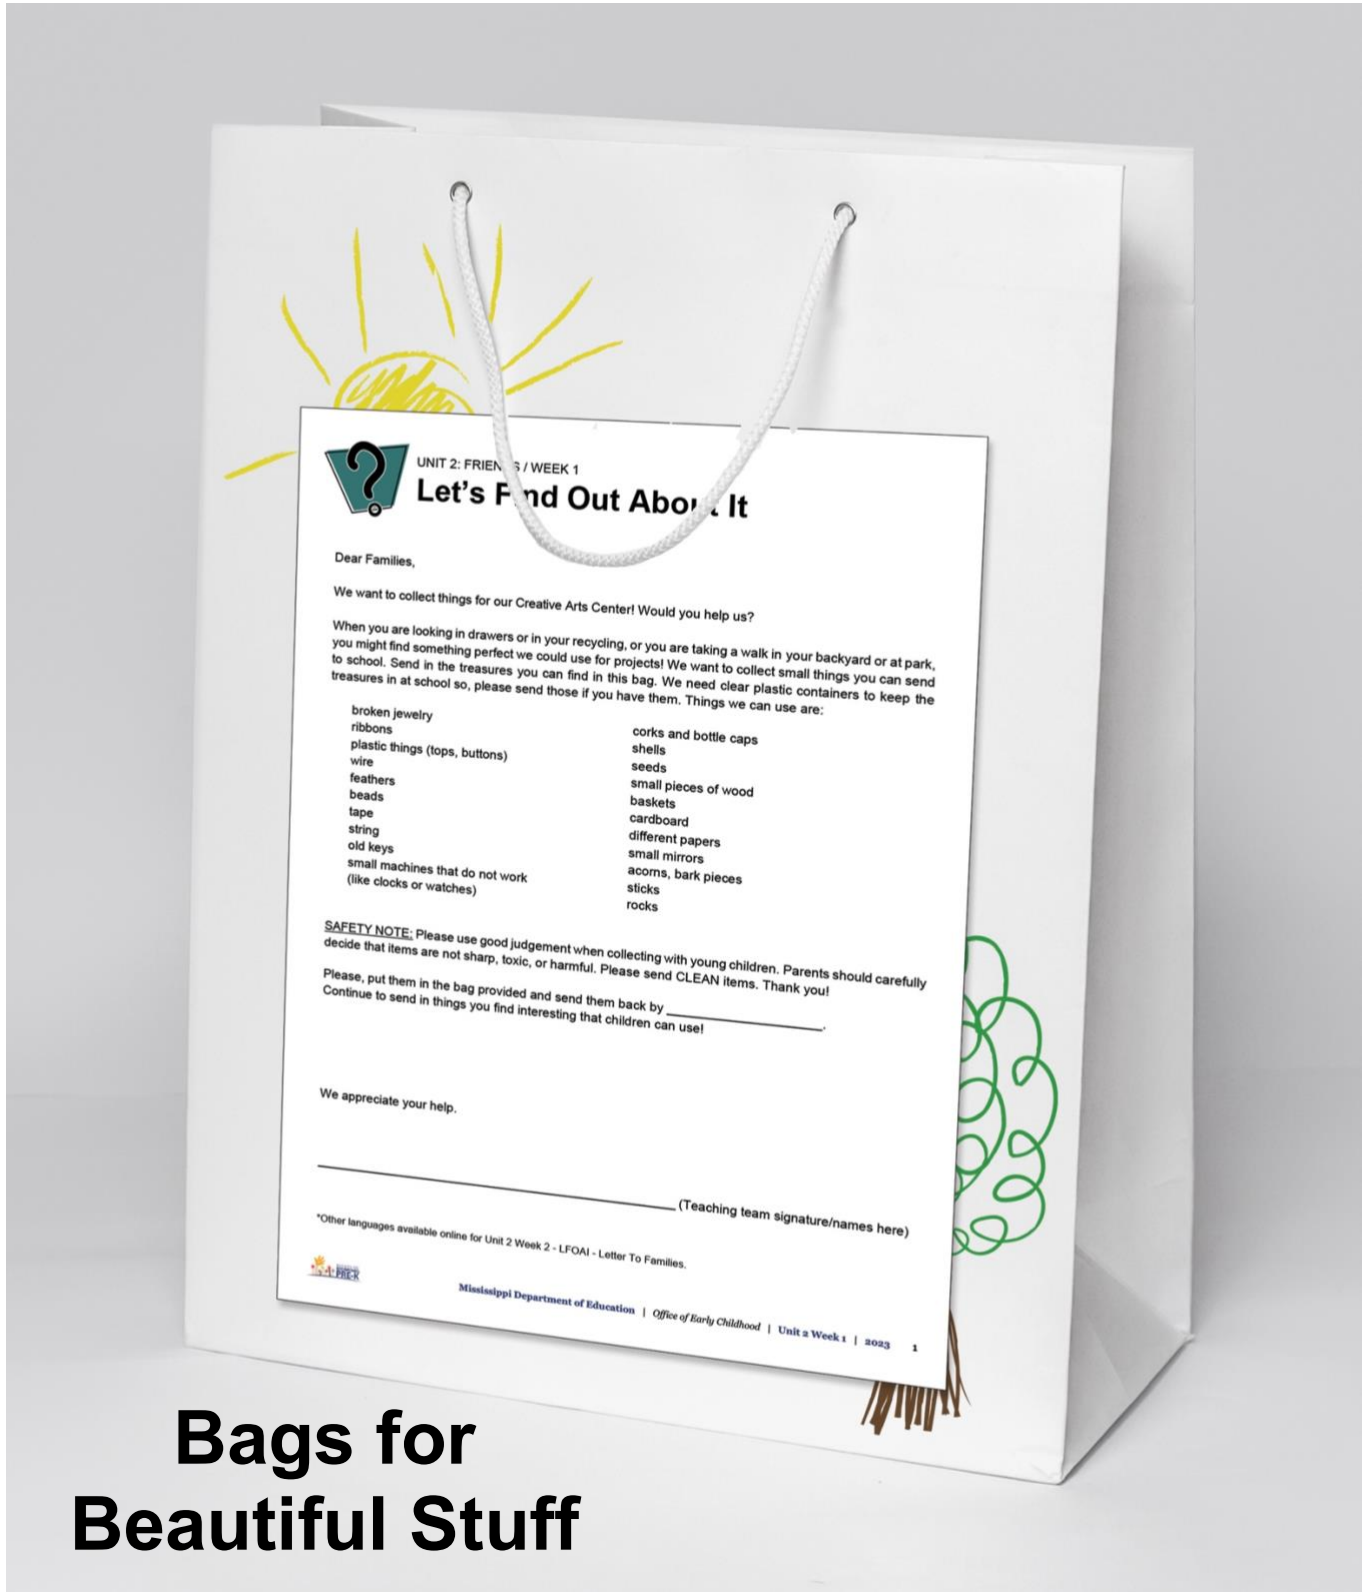 UNIT 2: FRIENDS / WEEK 1
Let's Find Out About It
Dear Families,
We want to collect things for our Creative Arts Center! Would you help us?
When you are looking in drawers or in your recycling, or you are taking a walk in your backyard or at park,
you might find something perfect we could use for projects! We want to collect small things you can send
to school. Send in the treasures you can find in this bag. We need clear plastic containers to keep the
treasures in at school so, please send those if you have them. Things we can use are:
broken jewelry
ribbons
plastic things (tops, buttons)
wire
feathers
beads
tape
string
old keys
small machines that do not work
(like clocks or watches)
corks and bottle caps
shells
seeds
small pieces of wood
baskets
cardboard
different papers
small mirrors
acorns, bark pieces
sticks
rocks
SAFETY NOTE: Please use good judgement when collecting with young children. Parents should carefully
decide that items are not sharp, toxic, or harmful. Please send CLEAN items. Thank you!
Please, put them in the bag provided and send them back by ____________________.
Continue to send in things you find interesting that children can use!
We appreciate your help.
____________________ (Teaching team signature/names here)
*Other languages available online for Unit 2 Week 2 - LFOAI - Letter To Families.
PRE-K
Mississippi Department of Education | Office of Early Childhood | Unit 2 Week 1 | 2023 1
Bags for
Beautiful Stuff